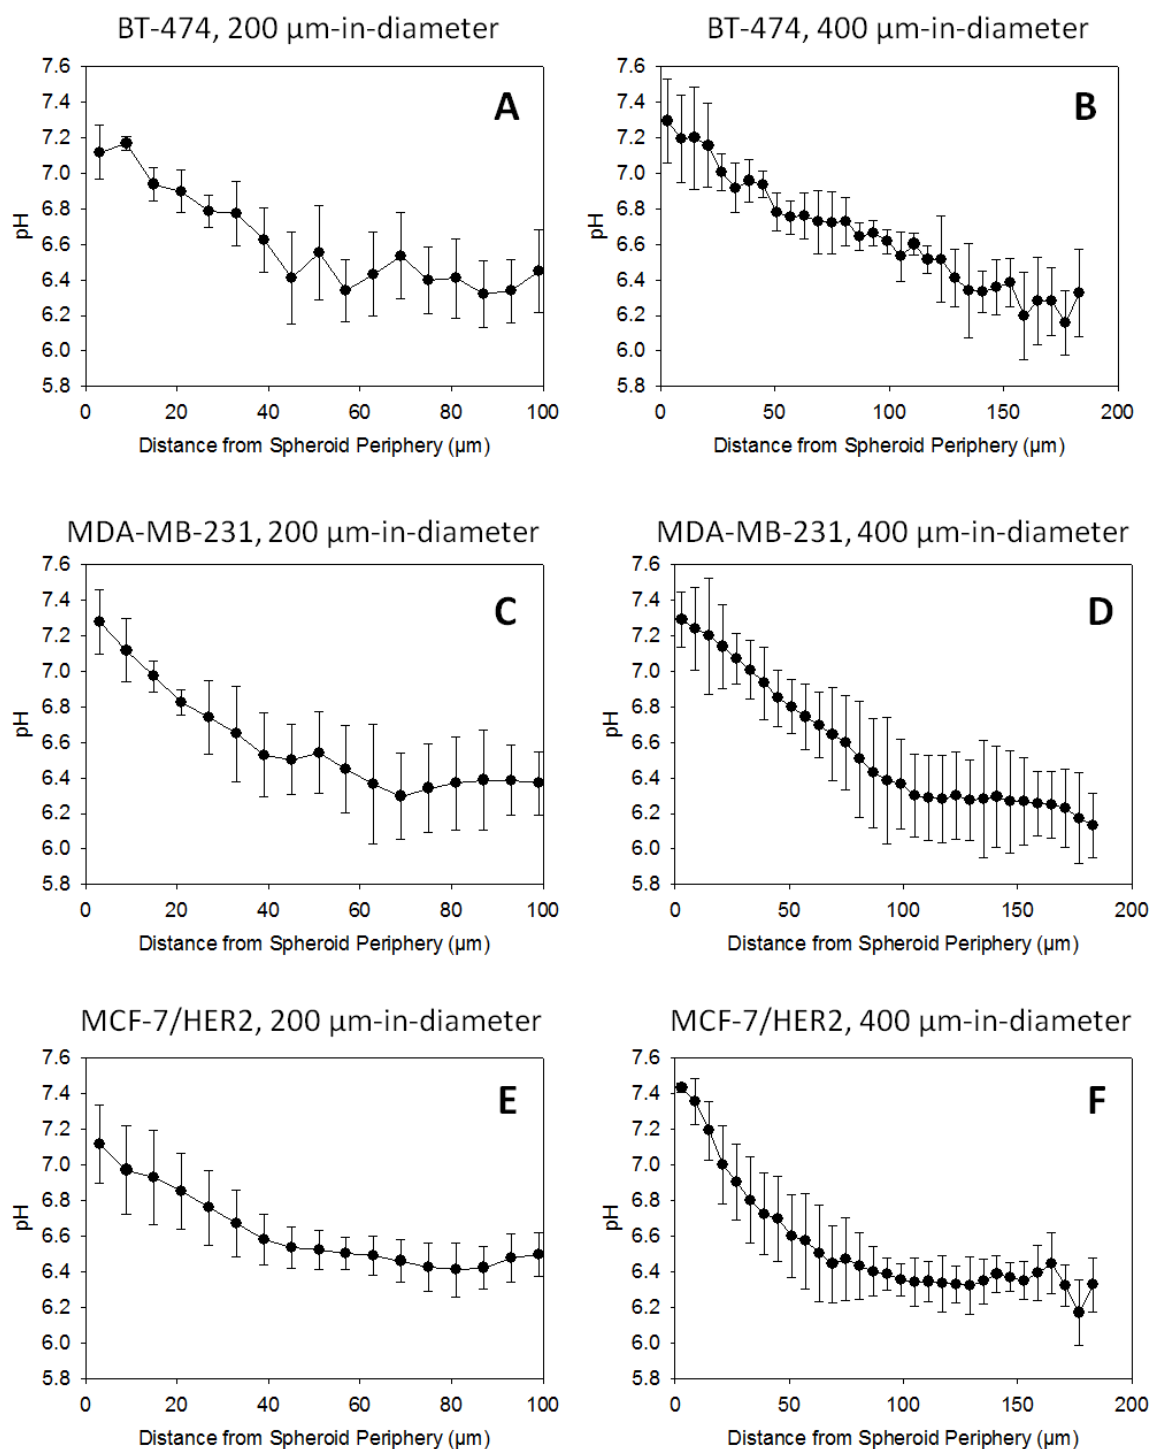 BT-474, 200 µm-in-diameter
A
7.6
7.4
7.2
7.0
6.8
6.6
6.4
6.2
6.0
5.8
pH
0 20 40 60 80 100
Distance from Spheroid Periphery (µm)
BT-474, 400 µm-in-diameter
B
7.6
7.4
7.2
7.0
6.8
6.6
6.4
6.2
6.0
5.8
pH
0 50 100 150 200
Distance from Spheroid Periphery (µm)
MDA-MB-231, 200 µm-in-diameter
C
7.6
7.4
7.2
7.0
6.8
6.6
6.4
6.2
6.0
5.8
pH
0 20 40 60 80 100
Distance from Spheroid Periphery (µm)
MDA-MB-231, 400 µm-in-diameter
D
7.6
7.4
7.2
7.0
6.8
6.6
6.4
6.2
6.0
5.8
pH
0 50 100 150 200
Distance from Spheroid Periphery (µm)
MCF-7/HER2, 200 µm-in-diameter
E
7.6
7.4
7.2
7.0
6.8
6.6
6.4
6.2
6.0
5.8
pH
0 20 40 60 80 100
Distance from Spheroid Periphery (µm)
MCF-7/HER2, 400 µm-in-diameter
F
7.6
7.4
7.2
7.0
6.8
6.6
6.4
6.2
6.0
5.8
pH
0 50 100 150 200
Distance from Spheroid Periphery (µm)